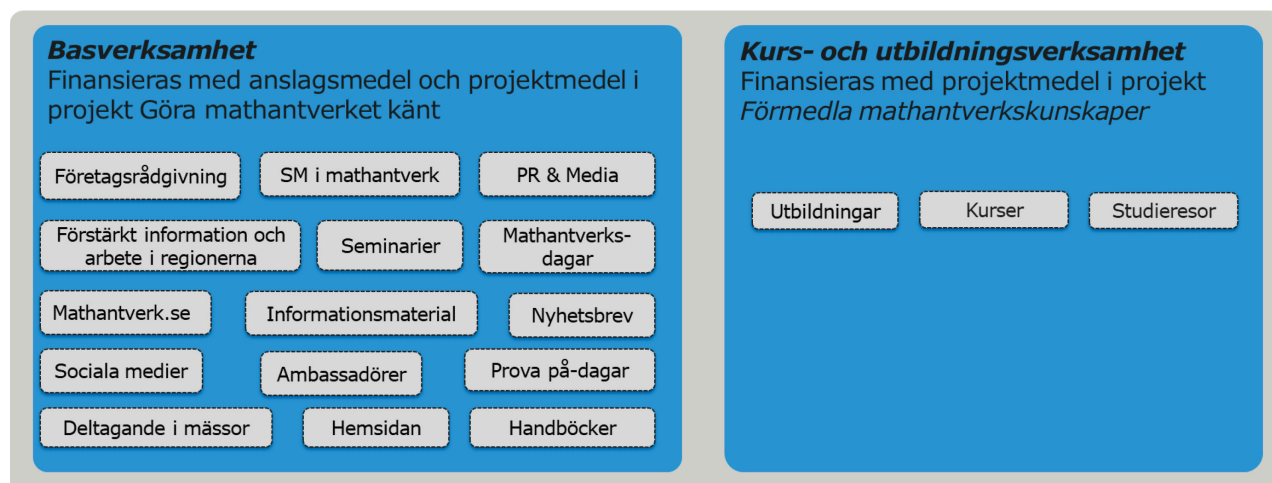 Basverksamhet
Finansieras med anslagsmedel och projektmedel i
projekt Göra mathantverket känt
Företagsrådgivning
SM i mathantverk
PR & Media
Förstärkt information och
arbete i regionerna
Seminarier
Mathantverks-
dagar
Mathantverk.se
Informationsmaterial
Nyhetsbrev
Sociala medier
Ambassadörer
Prova på-dagar
Deltagande i mässor
Hemsidan
Handböcker
Kurs- och utbildningsverksamhet
Finansieras med projektmedel i projekt
Förmedla mathantverkskunskaper
Utbildningar
Kurser
Studieresor